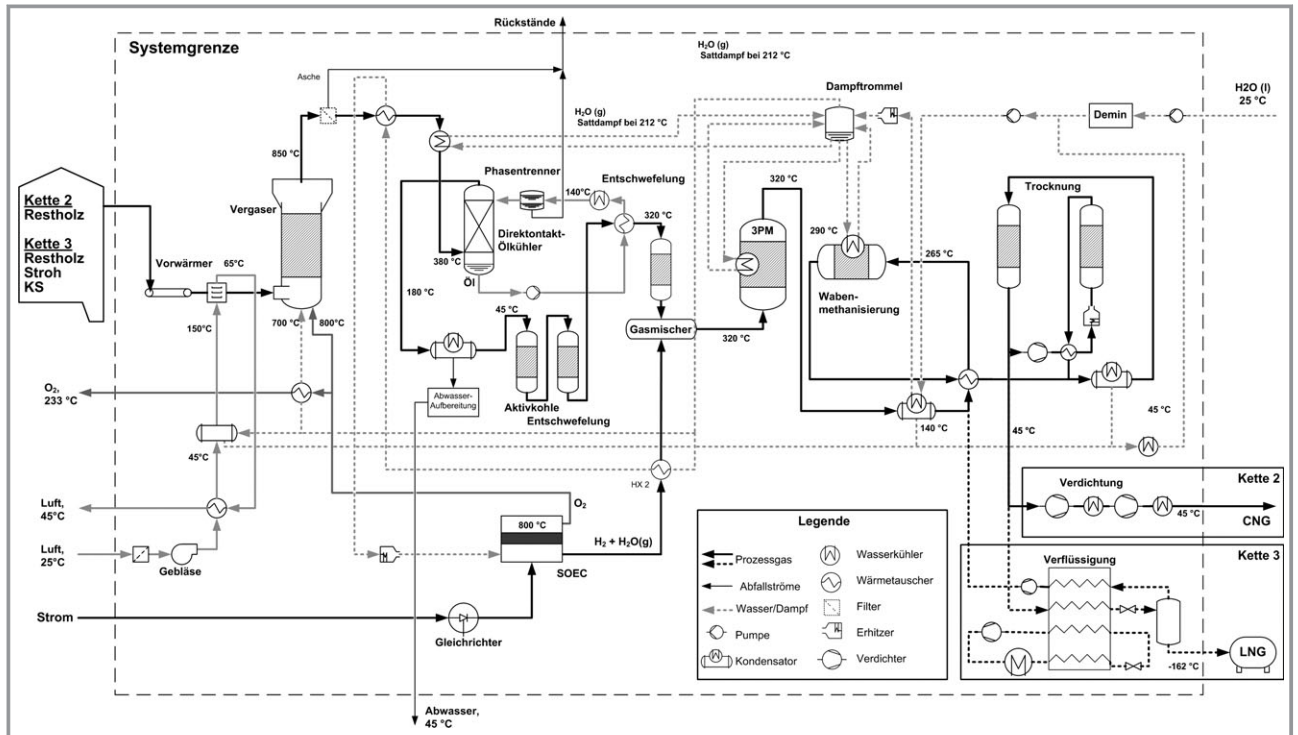 Rückstände
Systemgrenze
H₂O (g)
Sattdampf bei 212 °C
Asche
Dampftrommel
H2O (l)
25 °C
H₂O (g)
Sattdampf bei 212 °C
Demin
850 °C
Phasentrenner
Entschwefelung
320 °C
Trocknung
Kette 2
Restholz
Kette 3
Restholz
Stroh
KS
Vergaser
140°C
320 °C
3PM
290 °C
Direktontakt-
Ölkühler
Vorwärmer
65°C
380°C
265 °C
Öl
180 °C
Waben-
methanisierung
150°C
700 °C
800°C
45 °C
Gasmischer
320 °C
O₂,
233 °C
Abwasser-
Aufbereitung
Aktivkohle
Entschwefelung
140 °C
45 °C
45 °C
45°C
HX 2
Kette 2
Verdichtung
45 °C
CNG
Luft,
45°C
O₂
800 °C
H₂ + H₂O(g)
SOEC
Luft,
25°C
Gebläse
Legende
Prozessgas
Wasserkühler
Abfallströme
Wärmetauscher
Wasser/Dampf
Filter
Pumpe
Erhitzer
Kondensator
Verdichter
Kette 3
Verflüssigung
LNG
-162 °C
Strom
Gleichrichter
Abwasser,
45 °C